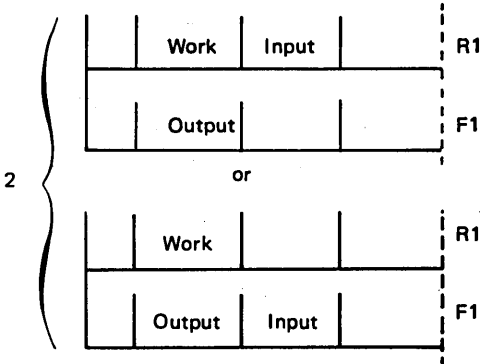 Work Input R1
Output F1
2
or
Work R1
Output Input F1